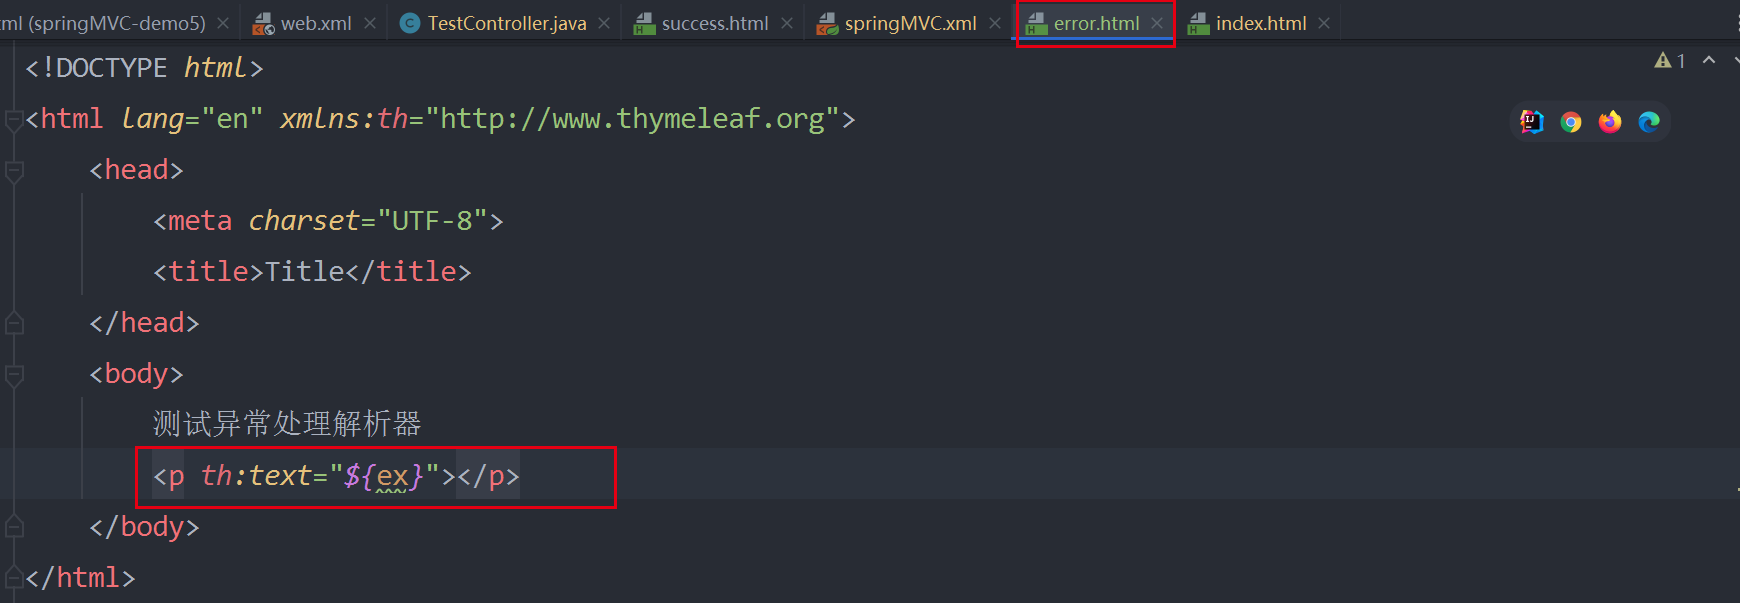 ml (springMVC-demo5) web.xml TestController.java success.html springMVC.xml error.html index.html
<!DOCTYPE html>
1
<html lang="en" xmlns:th="http://www.thymeleaf.org">
<head>
<meta charset="UTF-8">
<title>Title</title>
</head>
<body>
测试异常处理解析器
<p th:text="${ex}"></p>
</body>
</html>